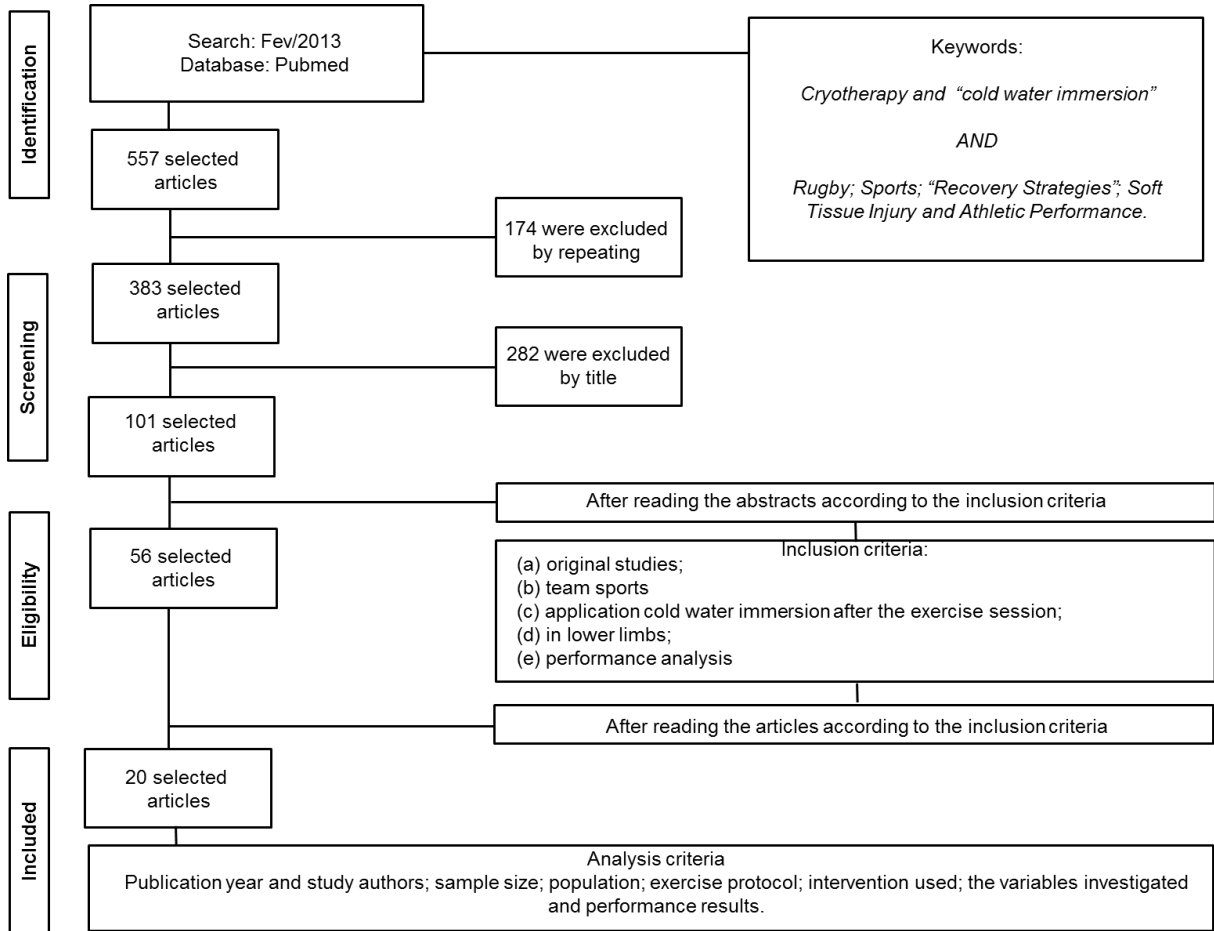 Identification
Search: Fev/2013
Database: Pubmed
Keywords:
Cryotherapy and “cold water immersion”
AND
Rugby; Sports; “Recovery Strategies”; Soft
Tissue Injury and Athletic Performance.
557 selected
articles
174 were excluded
by repeating
Screening
383 selected
articles
282 were excluded
by title
101 selected
articles
Eligibility
After reading the abstracts according to the inclusion criteria
56 selected
articles
Inclusion criteria:
(a) original studies;
(b) team sports
(c) application cold water immersion after the exercise session;
(d) in lower limbs;
(e) performance analysis
After reading the articles according to the inclusion criteria
Included
20 selected
articles
Analysis criteria
Publication year and study authors; sample size; population; exercise protocol; intervention used; the variables investigated
and performance results.